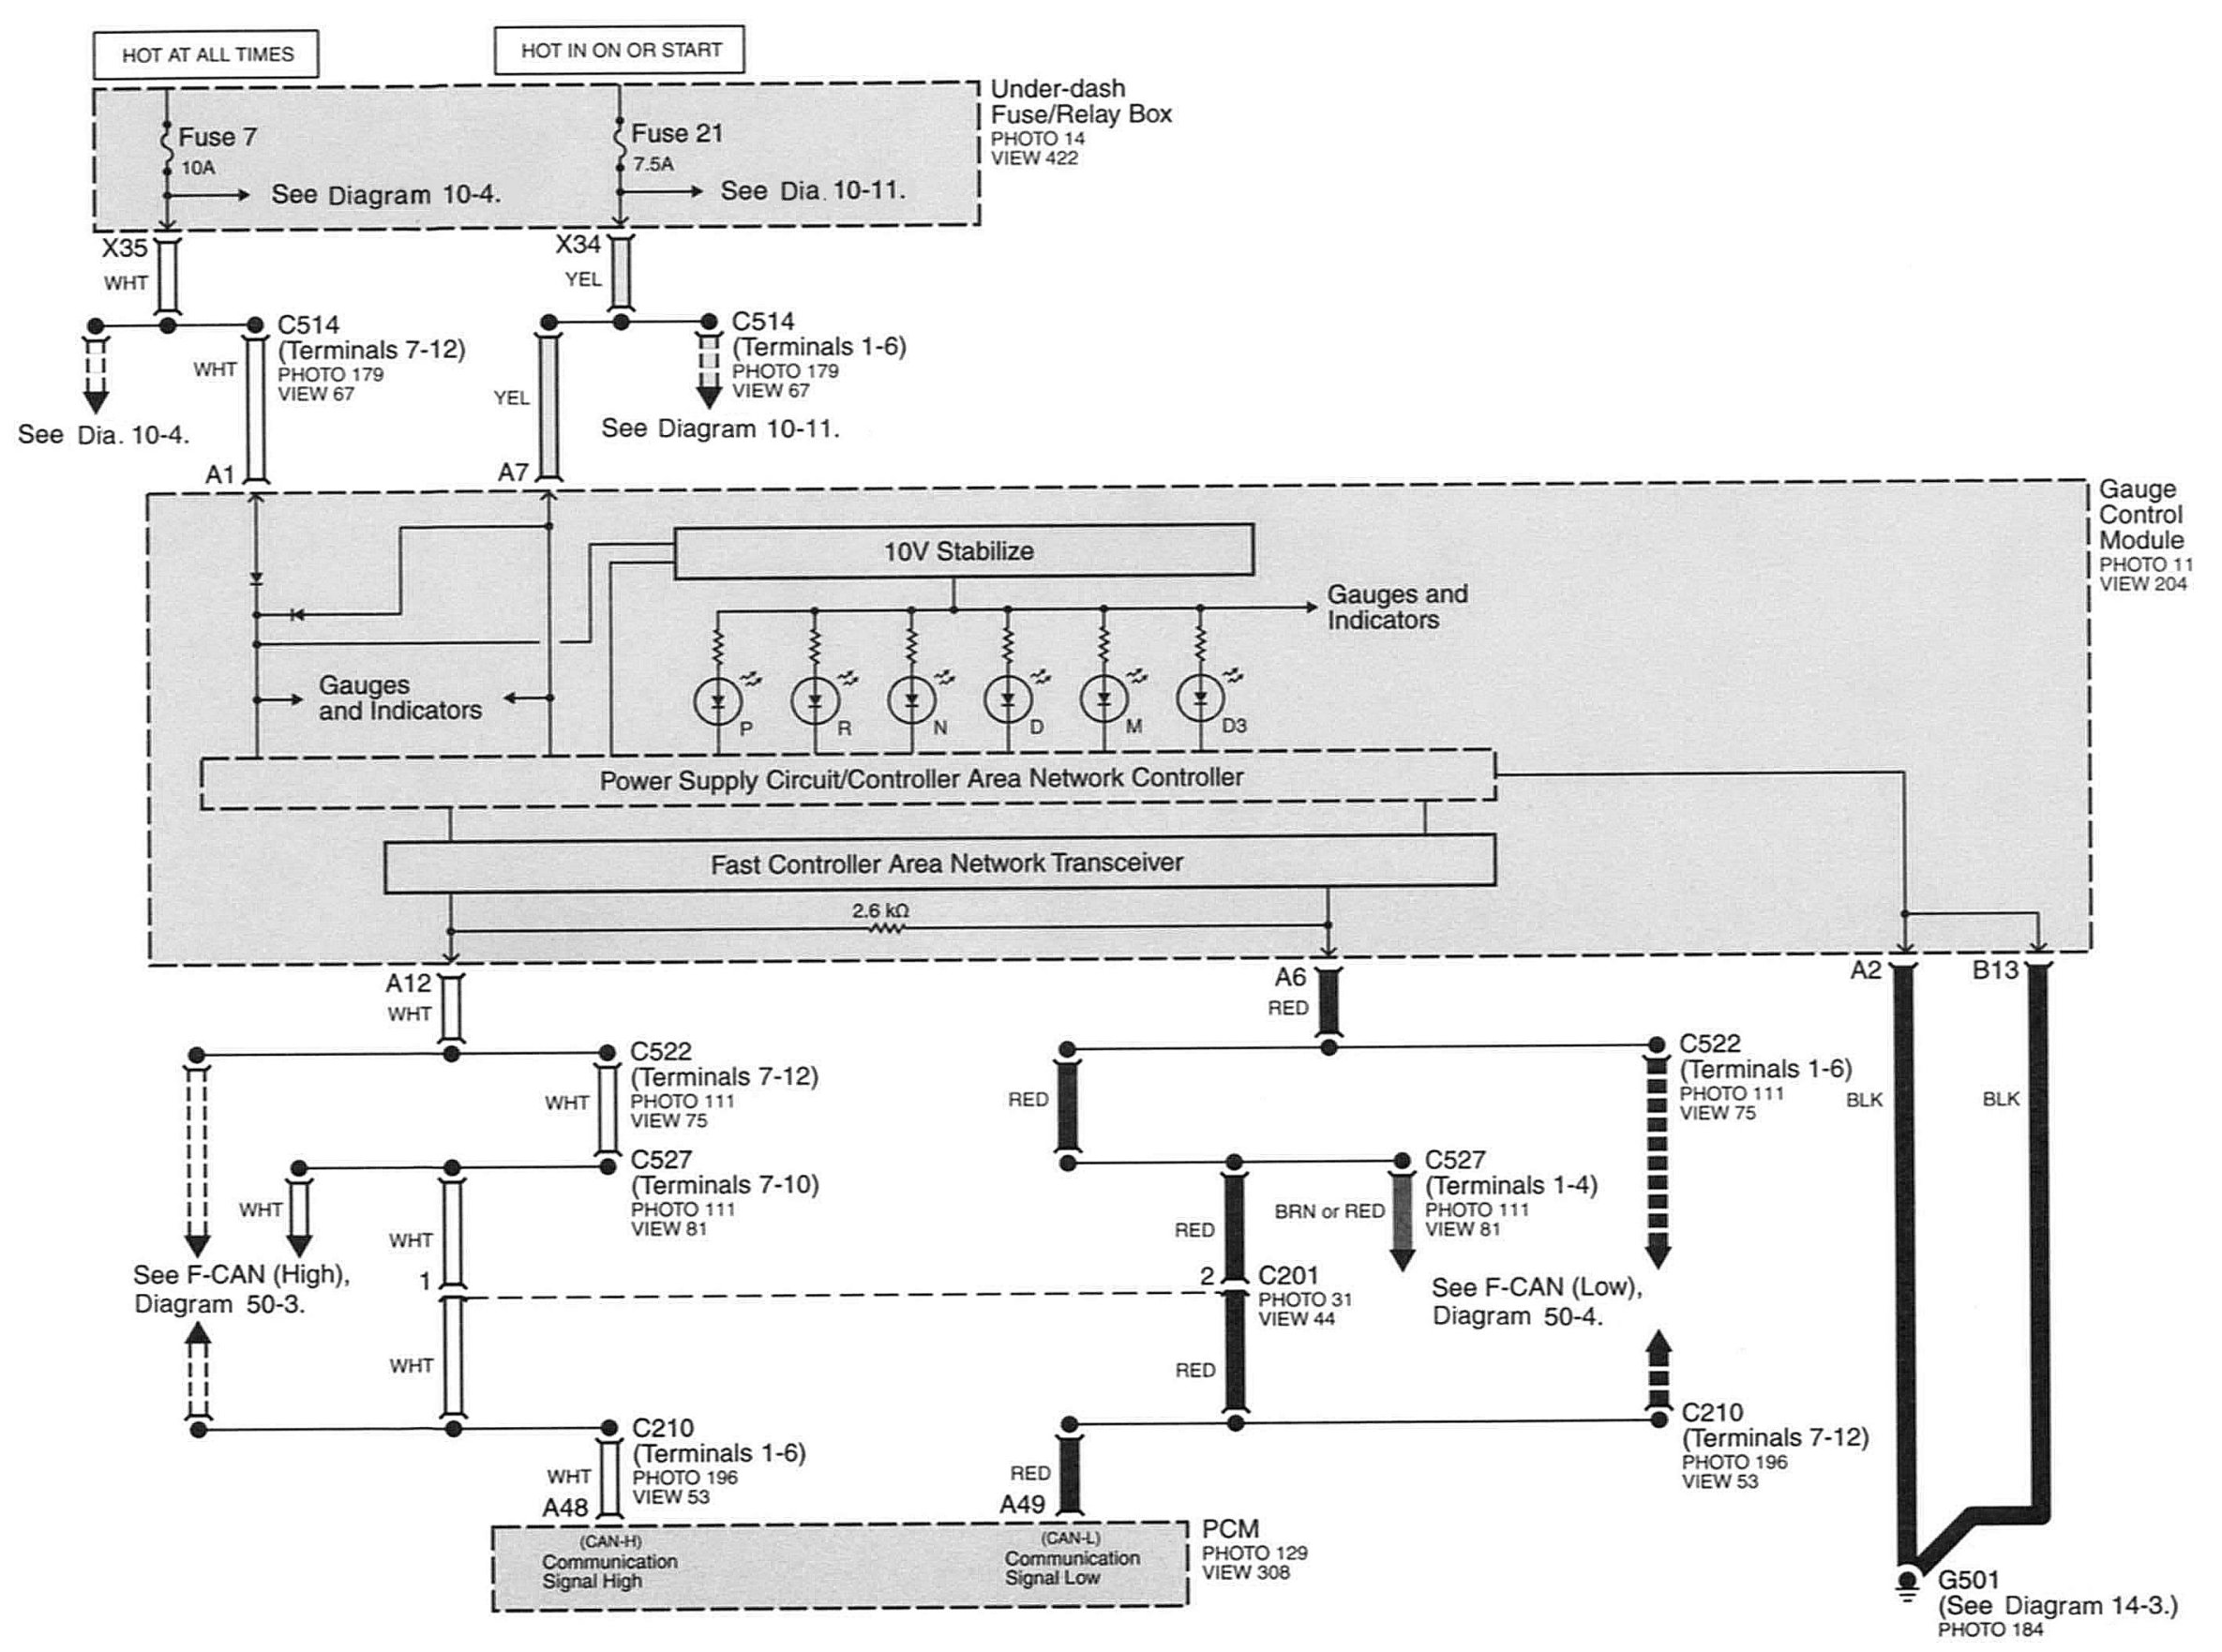 HOT AT ALL TIMES
HOT IN ON OR START
Under-dash
Fuse/Relay Box
PHOTO 14
VIEW 422
Fuse 7
10A
See Diagram 10-4.
Fuse 21
7.5A
See Dia. 10-11.
X35
WHT
X34
YEL
C514
(Terminals 7-12)
PHOTO 179
VIEW 67
WHT
See Dia. 10-4.
A1
C514
(Terminals 1-6)
PHOTO 179
VIEW 67
YEL
See Diagram 10-11.
A7
Gauge
Control
Module
PHOTO 11
VIEW 204
10V Stabilize
Gauges and
Indicators
Gauges
and Indicators
P
R
N
D
M
D3
Power Supply Circuit/Controller Area Network Controller
Fast Controller Area Network Transceiver
2.6 kΩ
A12
WHT
A6
RED
A2
B13
C522
(Terminals 7-12)
PHOTO 111
VIEW 75
WHT
RED
C522
(Terminals 1-6)
PHOTO 111
VIEW 75
BLK
BLK
C527
(Terminals 7-10)
PHOTO 111
VIEW 81
WHT
WHT
1
See F-CAN (High),
Diagram 50-3.
C527
(Terminals 1-4)
PHOTO 111
VIEW 81
RED
BRN or RED
2
C201
PHOTO 31
VIEW 44
See F-CAN (Low),
Diagram 50-4.
WHT
RED
C210
(Terminals 1-6)
PHOTO 196
VIEW 53
WHT
A48
RED
A49
C210
(Terminals 7-12)
PHOTO 196
VIEW 53
(CAN-H)
Communication
Signal High
(CAN-L)
Communication
Signal Low
PCM
PHOTO 129
VIEW 308
G501
(See Diagram 14-3.)
PHOTO 184